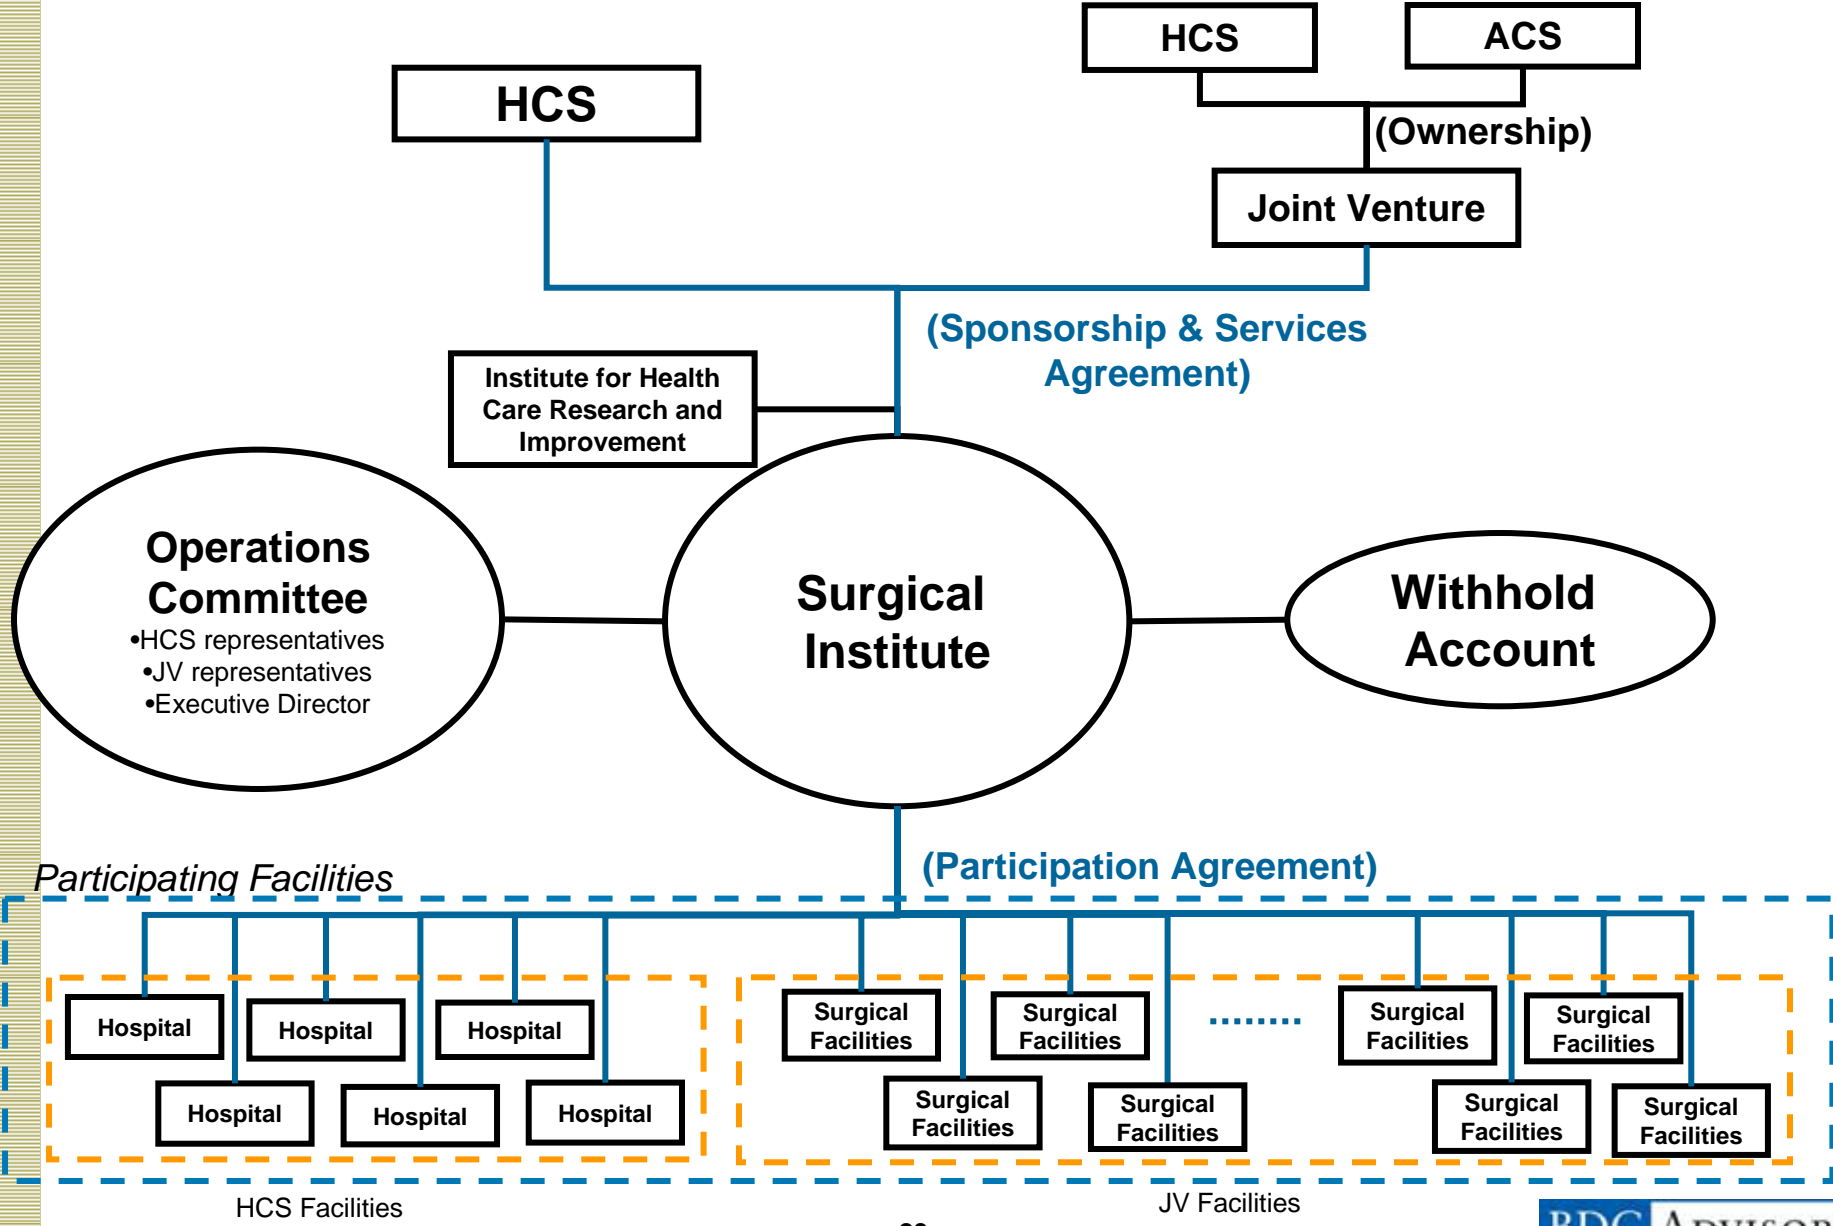 HCS
ACS
HCS
(Ownership)
Joint Venture
(Sponsorship & Services
Agreement)
Institute for Health
Care Research and
Improvement
Operations
Committee
•HCS representatives
•JV representatives
•Executive Director
Surgical
Institute
Withhold
Account
(Participation Agreement)
Participating Facilities
Hospital
Hospital
Hospital
Hospital
Hospital
Hospital
Surgical
Facilities
Surgical
Facilities
........
Surgical
Facilities
Surgical
Facilities
Surgical
Facilities
Surgical
Facilities
Surgical
Facilities
Surgical
Facilities
HCS Facilities
JV Facilities